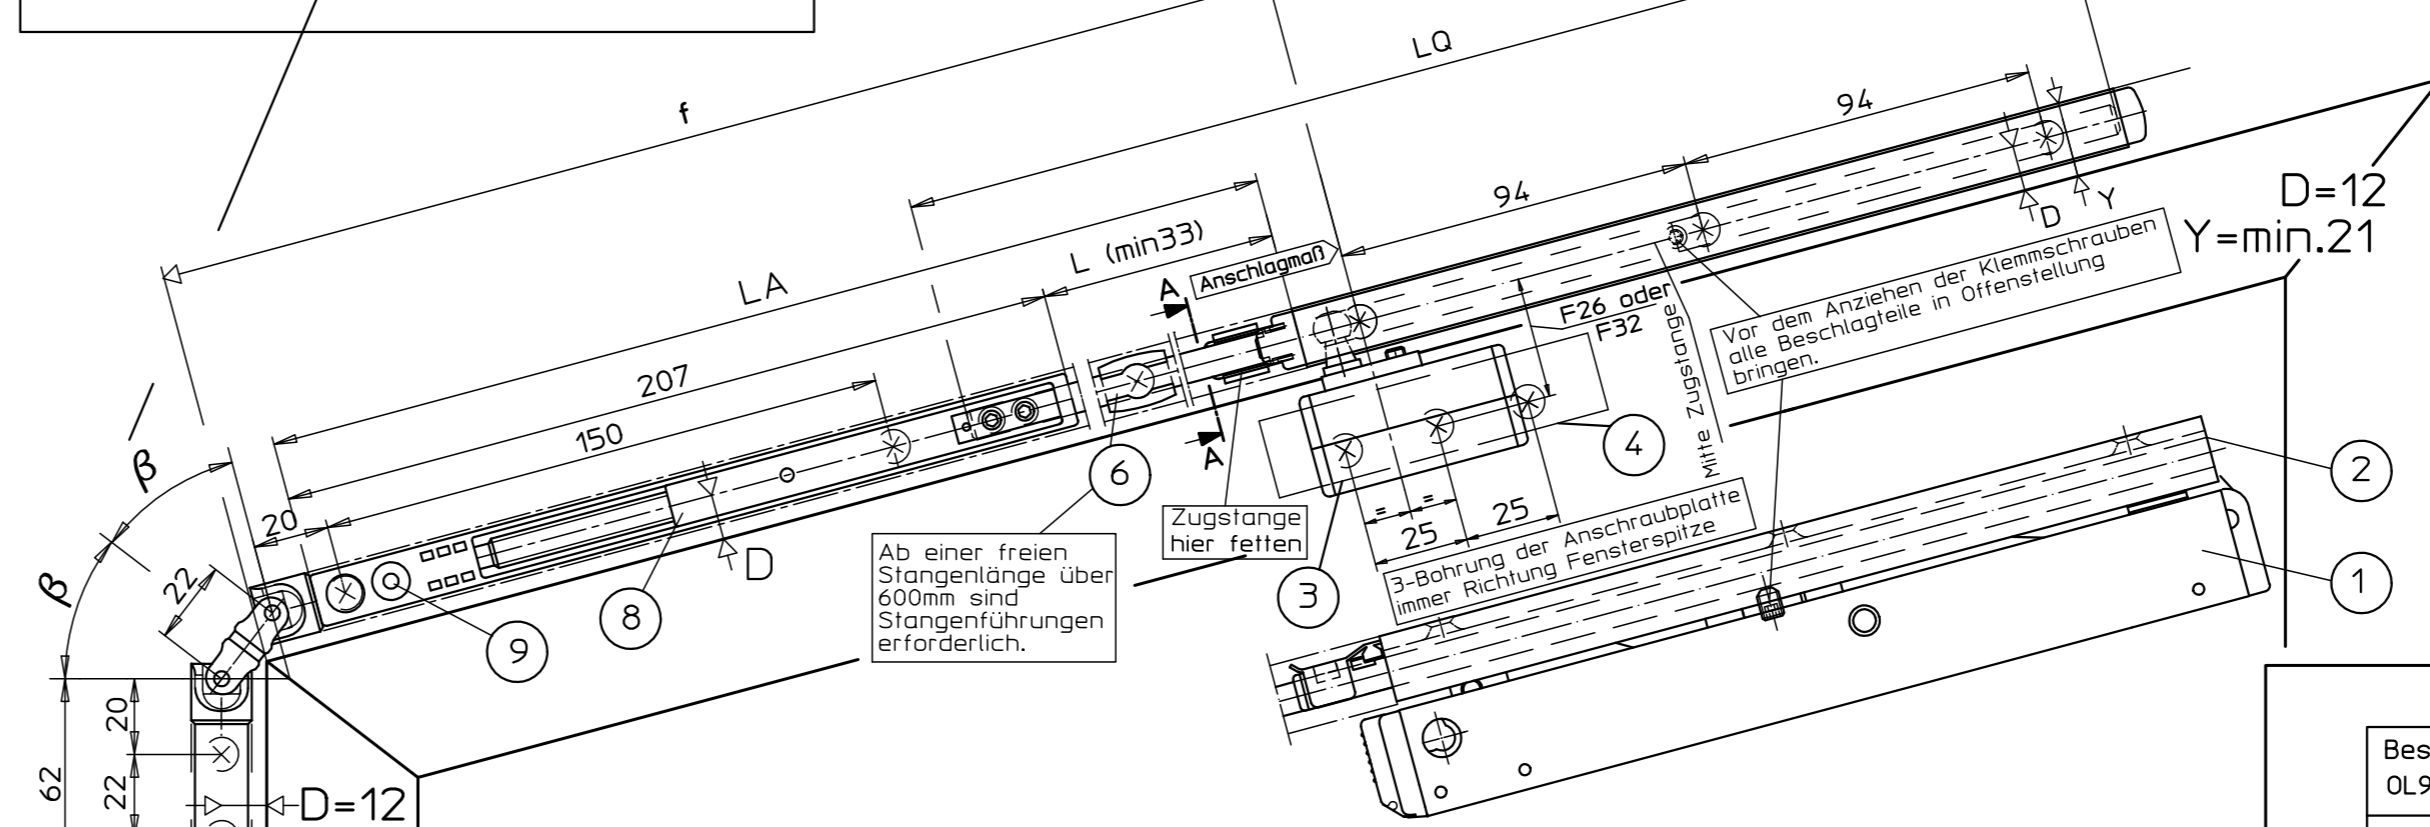 f
LQ
94
94
D
Y
D=12
Y=min.21
L (min33)
Anschlagmaß
LA
A
A
207
150
20
F26 oder
F32
Mitte Zugstange
Vor dem Anziehen der Klemmschrauben
alle Beschlagteile in Offenstellung
bringen.
β
β
22
D
6
4
2
Zugstange
hier fetten
=
=
25
25
3-Bohrung der Anschraubplatte
immer Richtung Fensterspitze
Ab einer freien
Stangenlänge über
600mm sind
Stangenführungen
erforderlich.
3
1
8
9
20
62
22
D=12
Bes
OL9